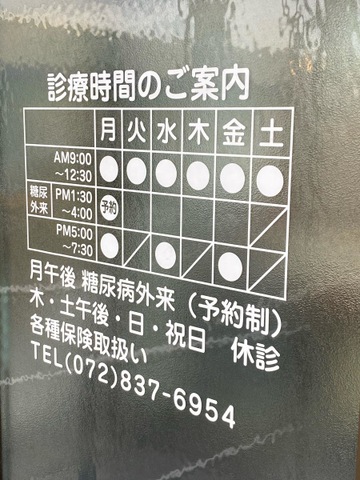 診療時間のご案内
月 火 水 木 金 土
AM9:00 ～12:30 ● ● ● ● ● ●
糖尿外来 PM1:30 ～4:00 予約
PM5:00 ～7:30 ● ／ ● ／ ● ／
月午後 糖尿病外来（予約制）
木・土午後・日・祝日 休診
各種保険取扱い
TEL(072)837-6954